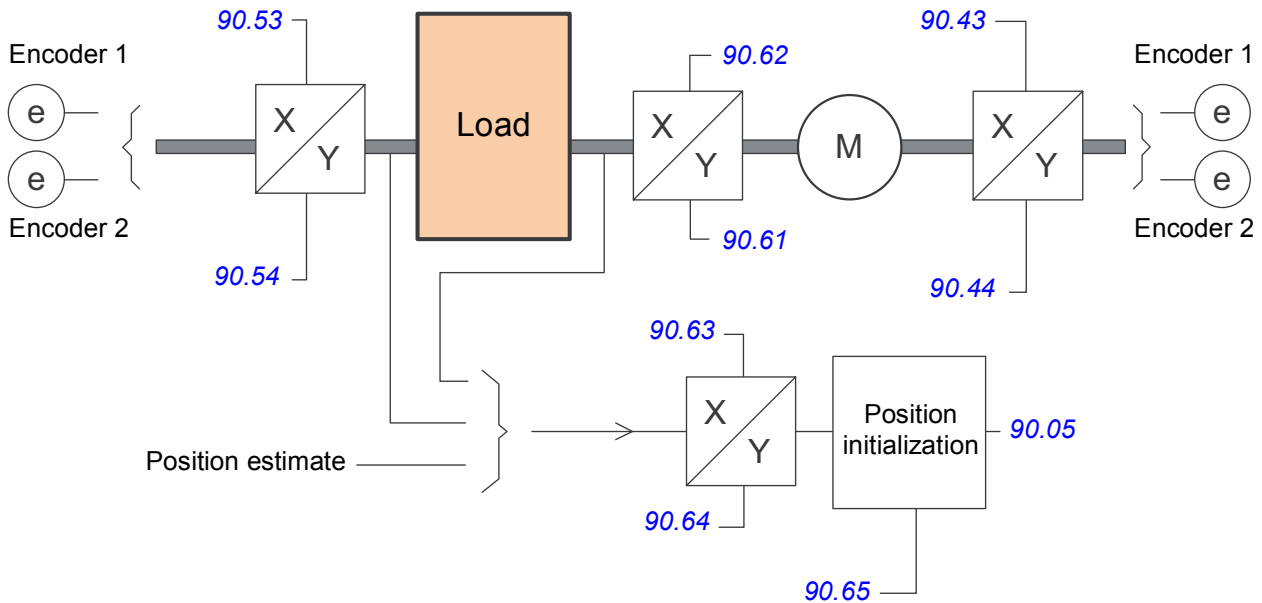 90.53
90.43
Encoder 1
90.62
Encoder 1
e
X
Y
Load
X
Y
M
X
Y
e
e
e
Encoder 2
90.61
Encoder 2
90.54
90.44
90.63
X
Y
Position
initialization
90.05
Position estimate
90.64
90.65